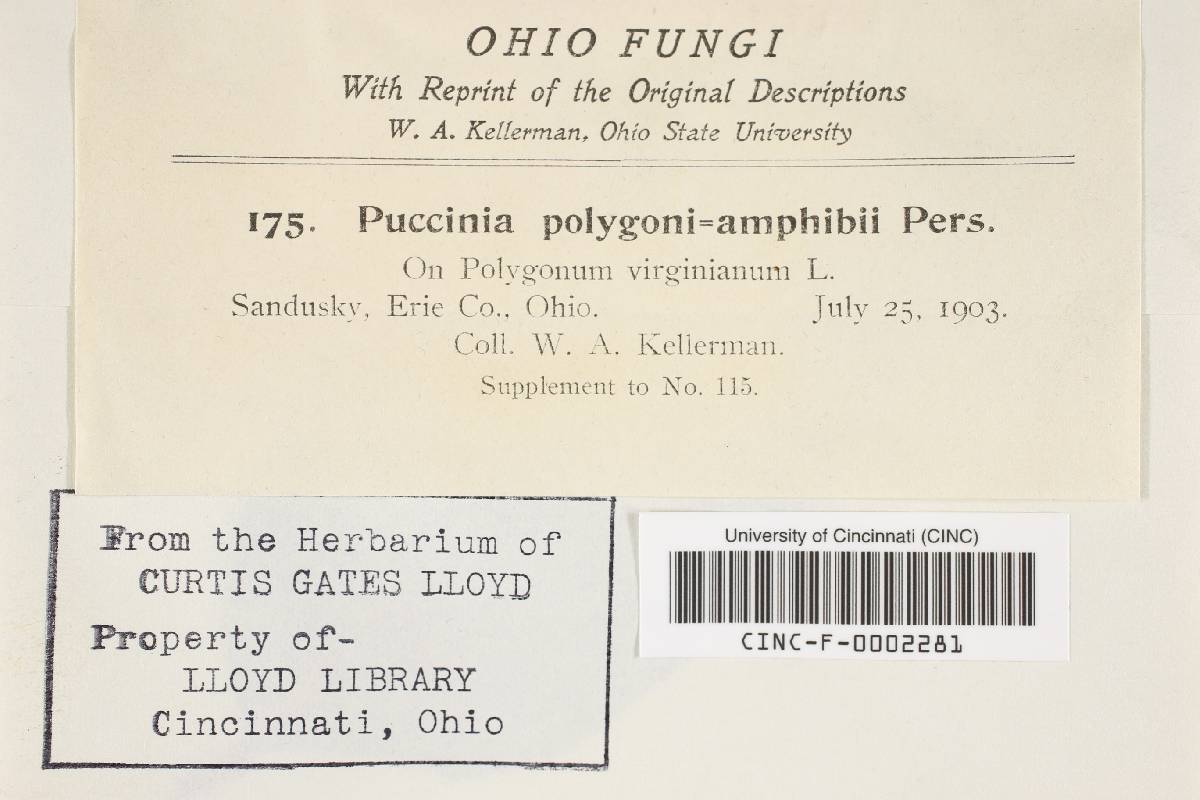 OHIO FUNGI
With Reprint of the Original Descriptions
W. A. Kellerman, Ohio State University
175. Puccinia polygoni=amphibii Pers.
On Polygonum virginianum L.
Sandusky, Erie Co., Ohio. July 25, 1903.
Coll. W. A. Kellerman.
Supplement to No. 115.
From the Herbarium of
CURTIS GATES LLOYD
Property of-
LLOYD LIBRARY
Cincinnati, Ohio
University of Cincinnati (CINC)
CINC-F-0002281